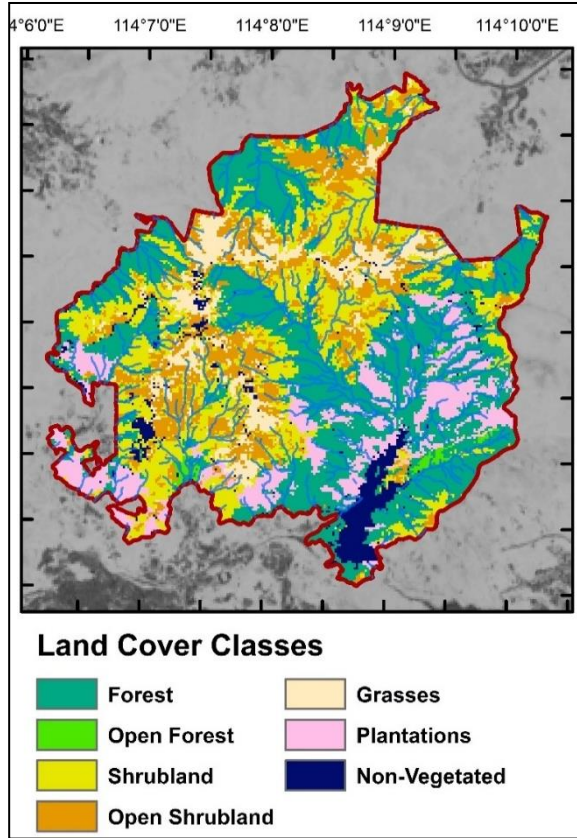 4°6'0"E 114°7'0"E 114°8'0"E 114°9'0"E 114°10'0"E
Land Cover Classes
Forest Grasses
Open Forest Plantations
Shrubland Non-Vegetated
Open Shrubland